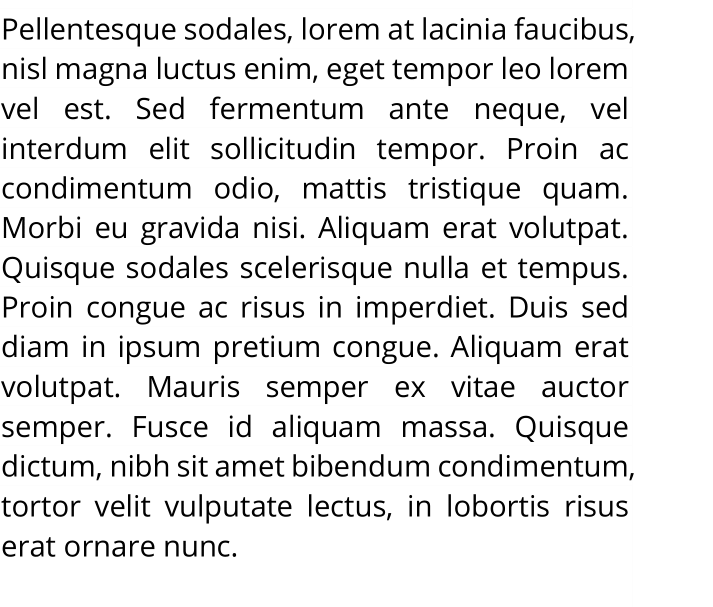 Pellentesque sodales, lorem at lacinia faucibus,
nisl magna luctus enim, eget tempor leo lorem
vel est. Sed fermentum ante neque, vel
interdum elit sollicitudin tempor. Proin ac
condimentum odio, mattis tristique quam.
Morbi eu gravida nisi. Aliquam erat volutpat.
Quisque sodales scelerisque nulla et tempus.
Proin congue ac risus in imperdiet. Duis sed
diam in ipsum pretium congue. Aliquam erat
volutpat. Mauris semper ex vitae auctor
semper. Fusce id aliquam massa. Quisque
dictum, nibh sit amet bibendum condimentum,
tortor velit vulputate lectus, in lobortis risus
erat ornare nunc.